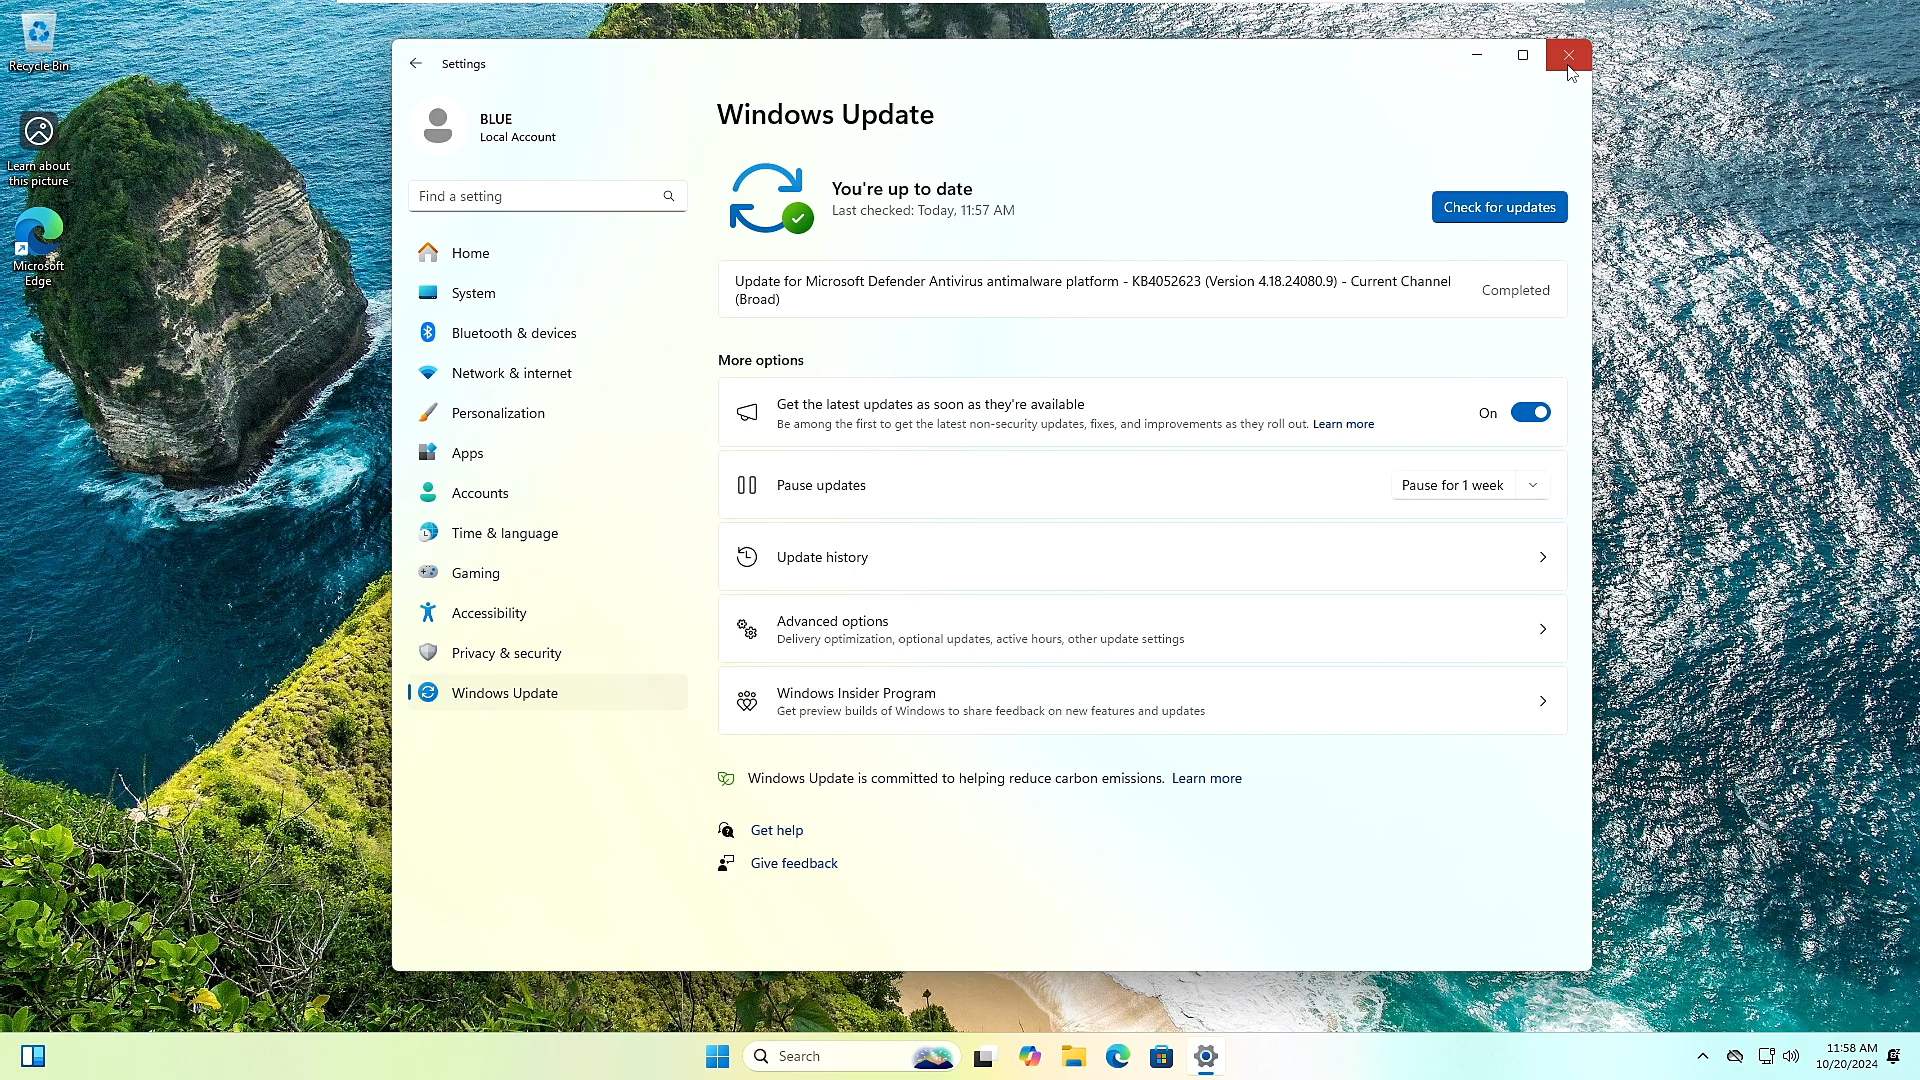 Recycle Bin
Learn about
this picture
Microsoft
Edge
Settings
BLUE
Local Account
Find a setting
Home
System
Bluetooth & devices
Network & internet
Personalization
Apps
Accounts
Time & language
Gaming
Accessibility
Privacy & security
Windows Update
Windows Update
You're up to date
Last checked: Today, 11:57 AM
Check for updates
Update for Microsoft Defender Antivirus antimalware platform - KB4052623 (Version 4.18.24080.9) - Current Channel
(Broad)
Completed
More options
Get the latest updates as soon as they're available
Be among the first to get the latest non-security updates, fixes, and improvements as they roll out. Learn more
On
Pause updates
Pause for 1 week
Update history
Advanced options
Delivery optimization, optional updates, active hours, other update settings
Windows Insider Program
Get preview builds of Windows to share feedback on new features and updates
Windows Update is committed to helping reduce carbon emissions. Learn more
Get help
Give feedback
Search
11:58 AM
10/20/2024